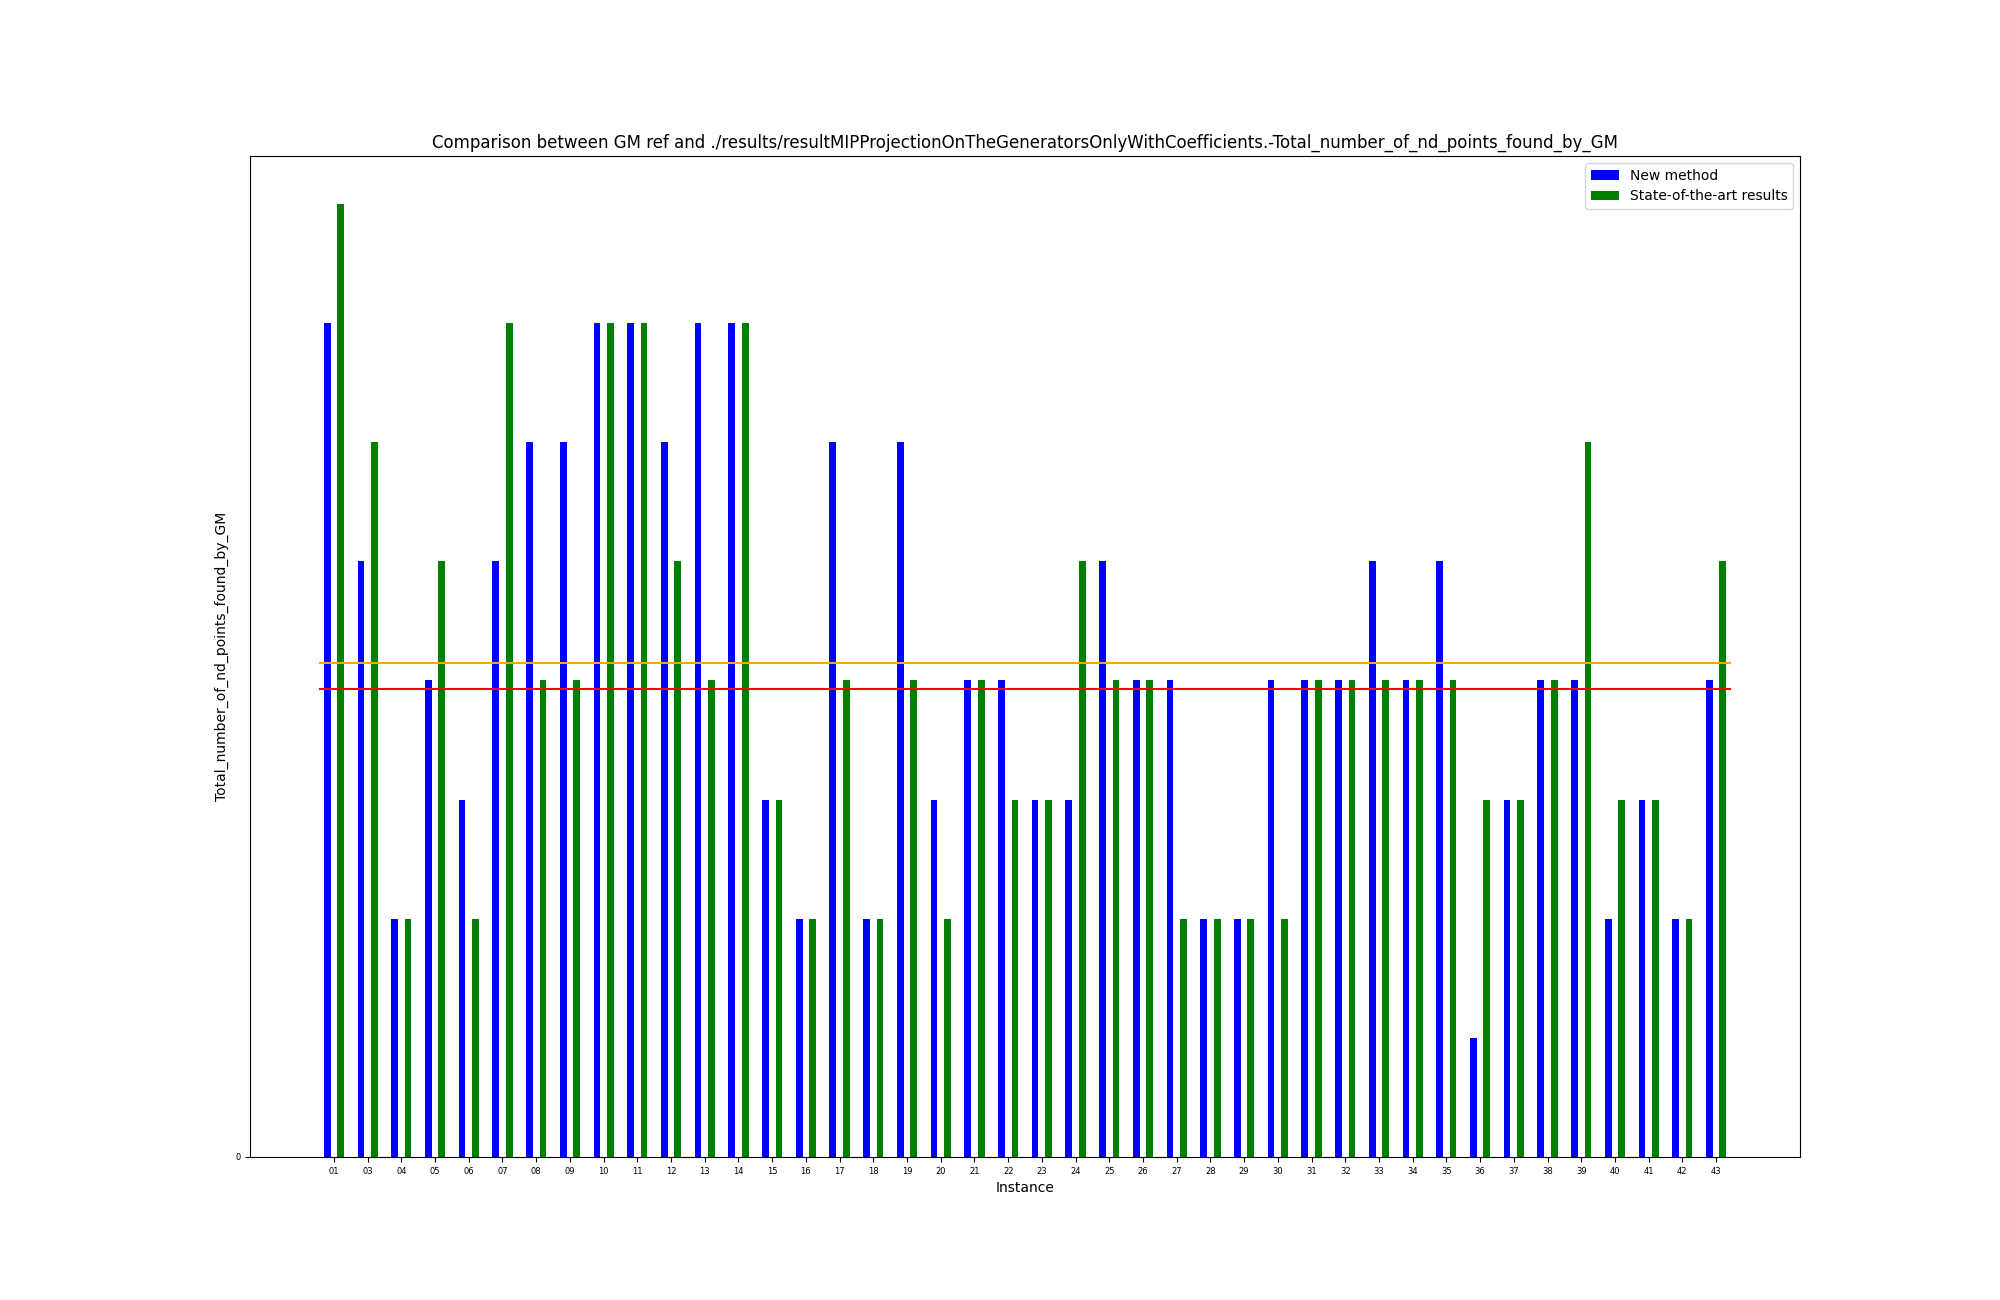 Comparison between GM ref and ./results/resultMIPProjectionOnTheGeneratorsOnlyWithCoefficients.-Total_number_of_nd_points_found_by_GM
New method
State-of-the-art results
Total_number_of_nd_points_found_by_GM
0
01 03 04 05 06 07 08 09 10 11 12 13 14 15 16 17 18 19 20 21 22 23 24 25 26 27 28 29 30 31 32 33 34 35 36 37 38 39 40 41 42 43
Instance